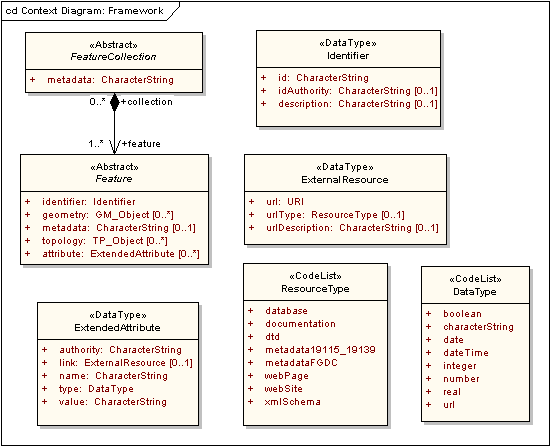 cd Context Diagram: Framework
«Abstract»
FeatureCollection
+ metadata: CharacterString
0..* +collection
1..* +feature
«Abstract»
Feature
+ identifier: Identifier
+ geometry: GM_Object [0..*]
+ metadata: CharacterString [0..1]
+ topology: TP_Object [0..*]
+ attribute: ExtendedAttribute [0..*]
«DataType»
Identifier
+ id: CharacterString
+ idAuthority: CharacterString [0..1]
+ description: CharacterString [0..1]
«DataType»
ExternalResource
+ url: URI
+ urlType: ResourceType [0..1]
+ urlDescription: CharacterString [0..1]
«DataType»
ExtendedAttribute
+ authority: CharacterString
+ link: ExternalResource [0..1]
+ name: CharacterString
+ type: DataType
+ value: CharacterString
«CodeList»
ResourceType
+ database
+ documentation
+ dtd
+ metadata19115_19139
+ metadataFGDC
+ webPage
+ webSite
+ xmlSchema
«CodeList»
DataType
+ boolean
+ characterString
+ date
+ dateTime
+ integer
+ number
+ real
+ url